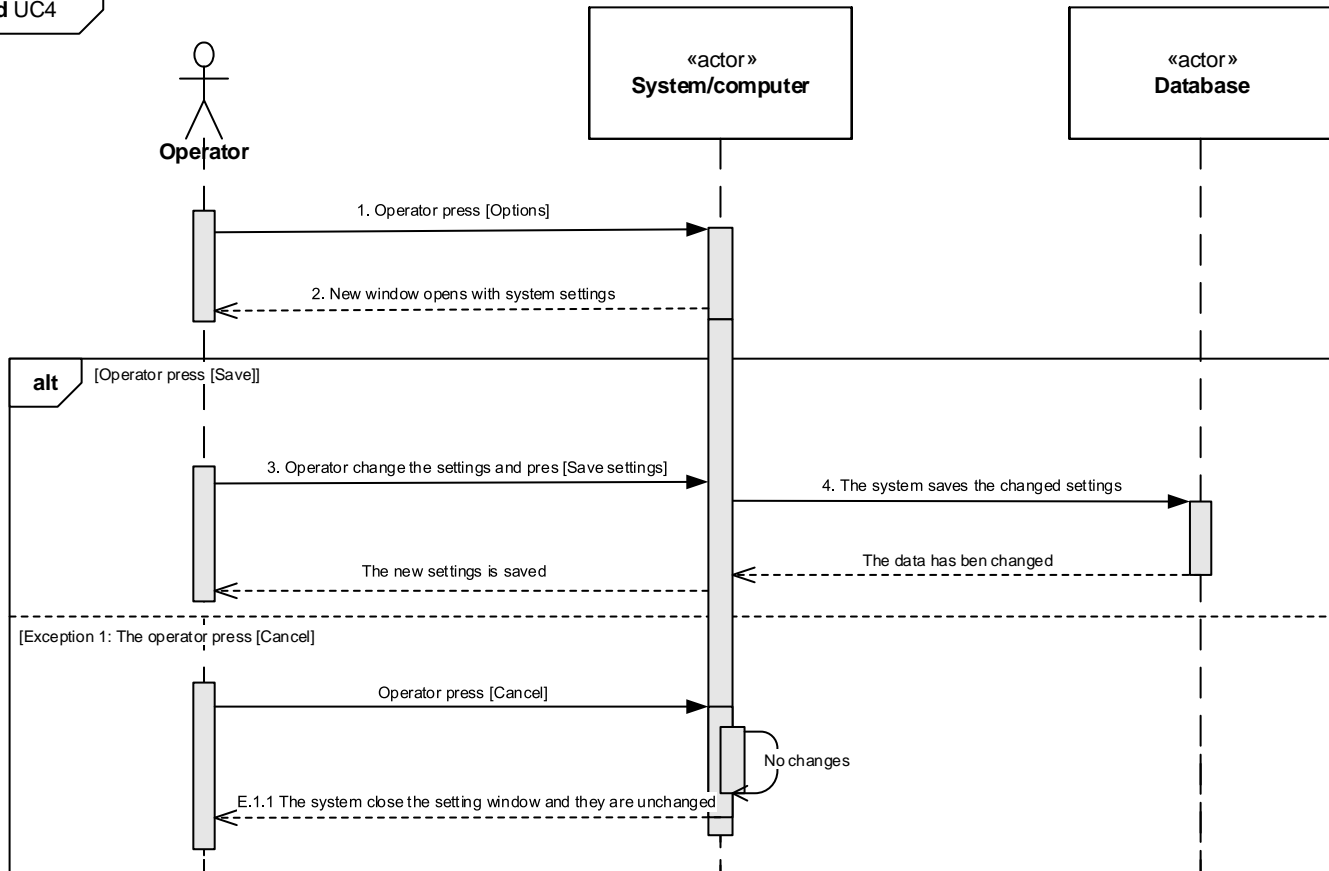 d UC4
«actor»
System/computer
«actor»
Database
Operator
1. Operator press [Options]
2. New window opens with system settings
alt
[Operator press [Save]]
3. Operator change the settings and pres [Save settings]
4. The system saves the changed settings
The data has ben changed
The new settings is saved
[Exception 1: The operator press [Cancel]
Operator press [Cancel]
No changes
E.1.1 The system close the setting window and they are unchanged